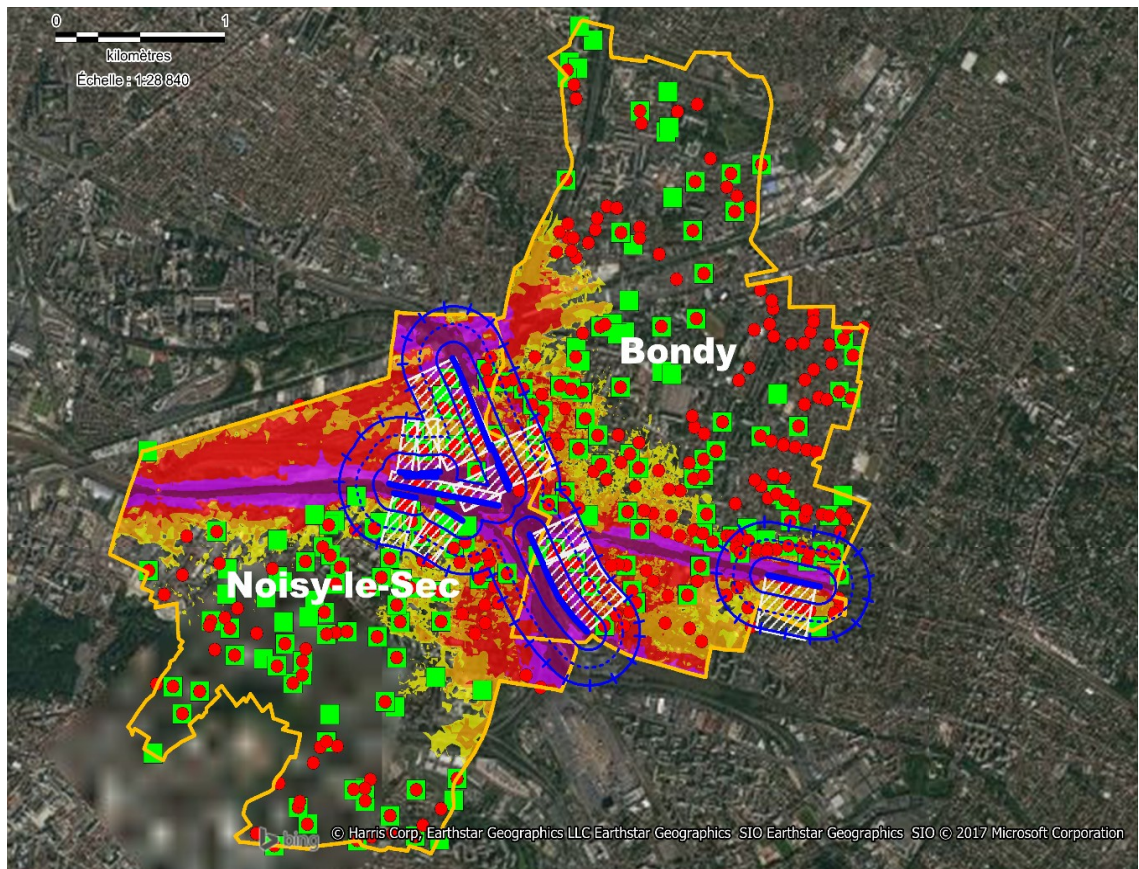 0 1
kilomètres
Échelle : 1:28 840
Bondy
Noisy-le-Sec
bing
© Harris Corp, Earthstar Geographics LLC Earthstar Geographics SIO Earthstar Geographics SIO © 2017 Microsoft Corporation